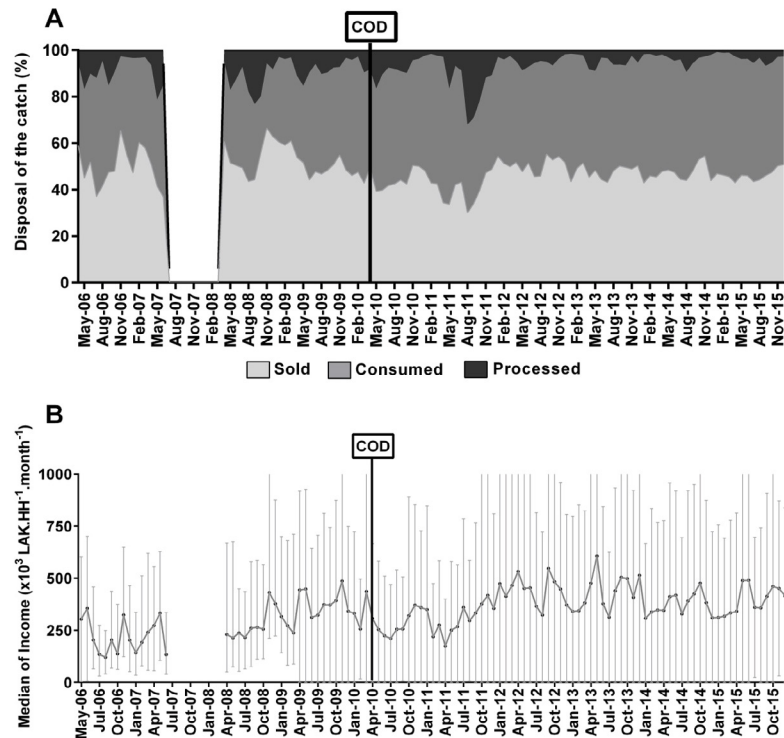 A
COD
Disposal of the catch (%)
100
80
60
40
20
0
May-06
Aug-06
Nov-06
Feb-07
May-07
Aug-07
Nov-07
Feb-08
May-08
Aug-08
Nov-08
Feb-09
May-09
Aug-09
Nov-09
Feb-10
May-10
Aug-10
Nov-10
Feb-11
May-11
Aug-11
Nov-11
Feb-12
May-12
Aug-12
Nov-12
Feb-13
May-13
Aug-13
Nov-13
Feb-14
May-14
Aug-14
Nov-14
Feb-15
May-15
Aug-15
Nov-15
Sold Consumed Processed
B
COD
Median of Income (x10³ LAK.HH⁻¹.month⁻¹)
1000
750
500
250
0
May-06
Jul-06
Oct-06
Jan-07
Apr-07
Jul-07
Oct-07
Jan-08
Apr-08
Jul-08
Oct-08
Jan-09
Apr-09
Jul-09
Oct-09
Jan-10
Apr-10
Jul-10
Oct-10
Jan-11
Apr-11
Jul-11
Oct-11
Jan-12
Apr-12
Jul-12
Oct-12
Jan-13
Apr-13
Jul-13
Oct-13
Jan-14
Apr-14
Jul-14
Oct-14
Jan-15
Apr-15
Jul-15
Oct-15